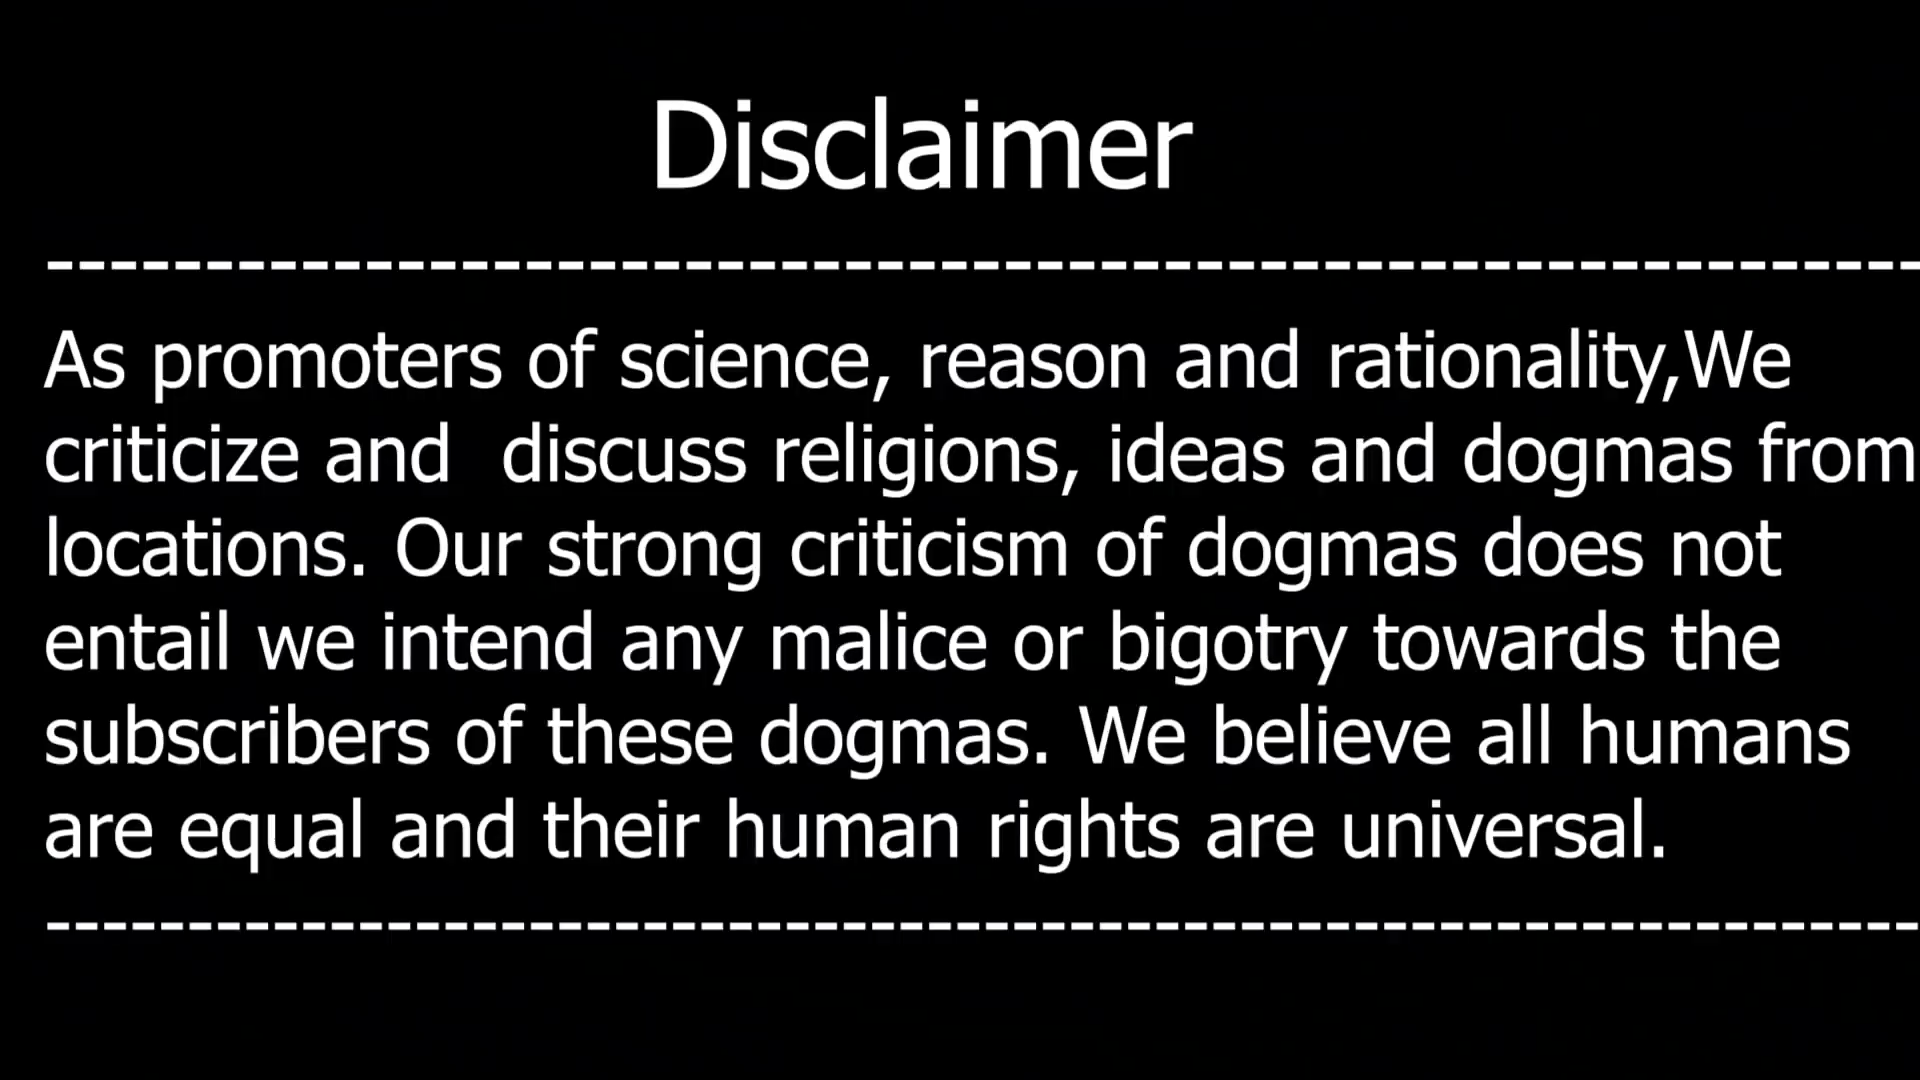 Disclaimer
--------------------------------------------------------
As promoters of science, reason and rationality,We
criticize and  discuss religions, ideas and dogmas from
locations. Our strong criticism of dogmas does not
entail we intend any malice or bigotry towards the
subscribers of these dogmas. We believe all humans
are equal and their human rights are universal.
--------------------------------------------------------